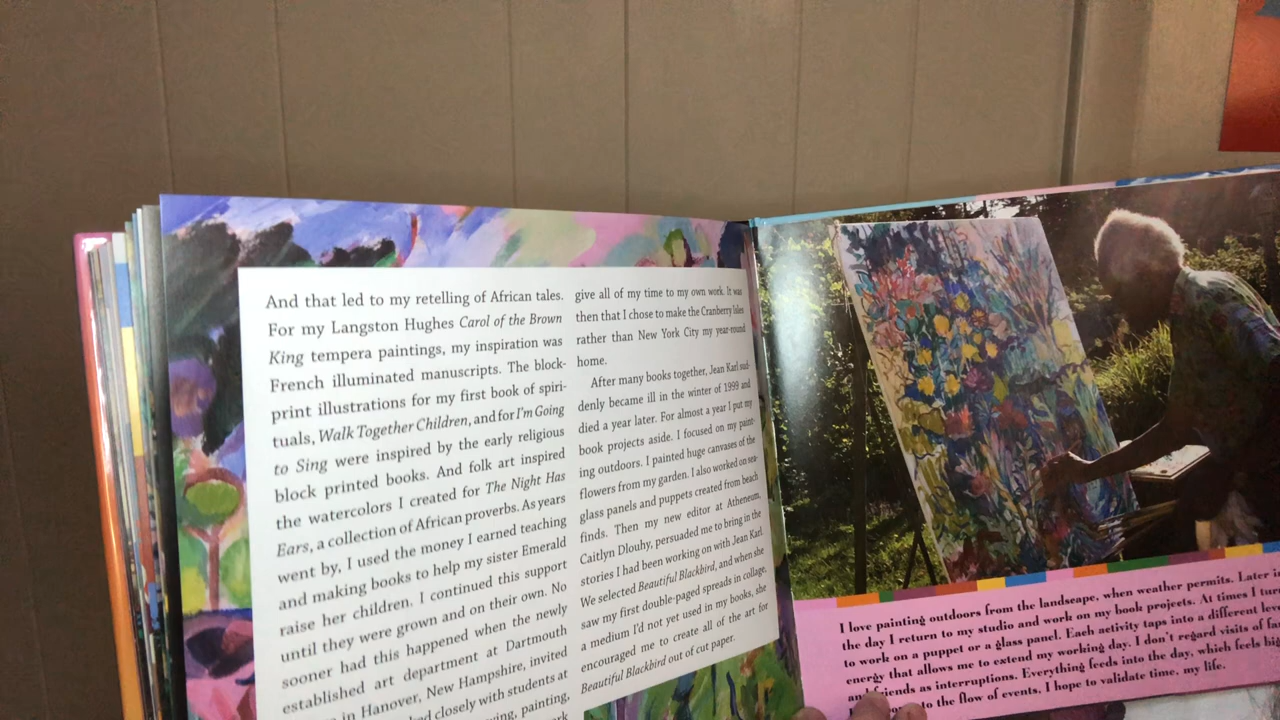 And that led to my retelling of African tales.
For my Langston Hughes Carol of the Brown
King tempera paintings, my inspiration was
French illuminated manuscripts. The block-
print illustrations for my first book of spiri-
tuals, Walk Together Children, and for I'm Going
to Sing were inspired by the early religious
block printed books. And folk art inspired
the watercolors I created for The Night Has
Ears, a collection of African proverbs. As years
went by, I used the money I earned teaching
and making books to help my sister Emerald
raise her children. I continued this support
until they were grown and on their own. No
sooner had this happened when the newly
established art department at Dartmouth
in Hanover, New Hampshire, invited
closely with students at
painting,
give all of my time to my own work. It was
then that I chose to make the Cranberry Isles
rather than New York City my year-round
home.
After many books together, Jean Karl sud-
denly became ill in the winter of 1999 and
died a year later. For almost a year I put my
book projects aside. I focused on my paint-
ing outdoors. I painted huge canvases of the
flowers from my garden. I also worked on sea-
glass panels and puppets created from beach
finds. Then my new editor at Atheneum,
Caitlyn Dlouhy, persuaded me to bring in the
stories I had been working on with Jean Karl.
We selected Beautiful Blackbird, and when she
saw my first double-paged spreads in collage,
a medium I'd not yet used in my books, she
encouraged me to create all of the art for
Beautiful Blackbird out of cut paper.
I love painting outdoors from the landscape, when weather permits. Later in
the day I return to my studio and work on my book projects. At times I turn
to work on a puppet or a glass panel. Each activity taps into a different level
energy that allows me to extend my working day. I don't regard visits of
and friends as interruptions. Everything feeds into the day, which feels
to the flow of events. I hope to validate time, my life.